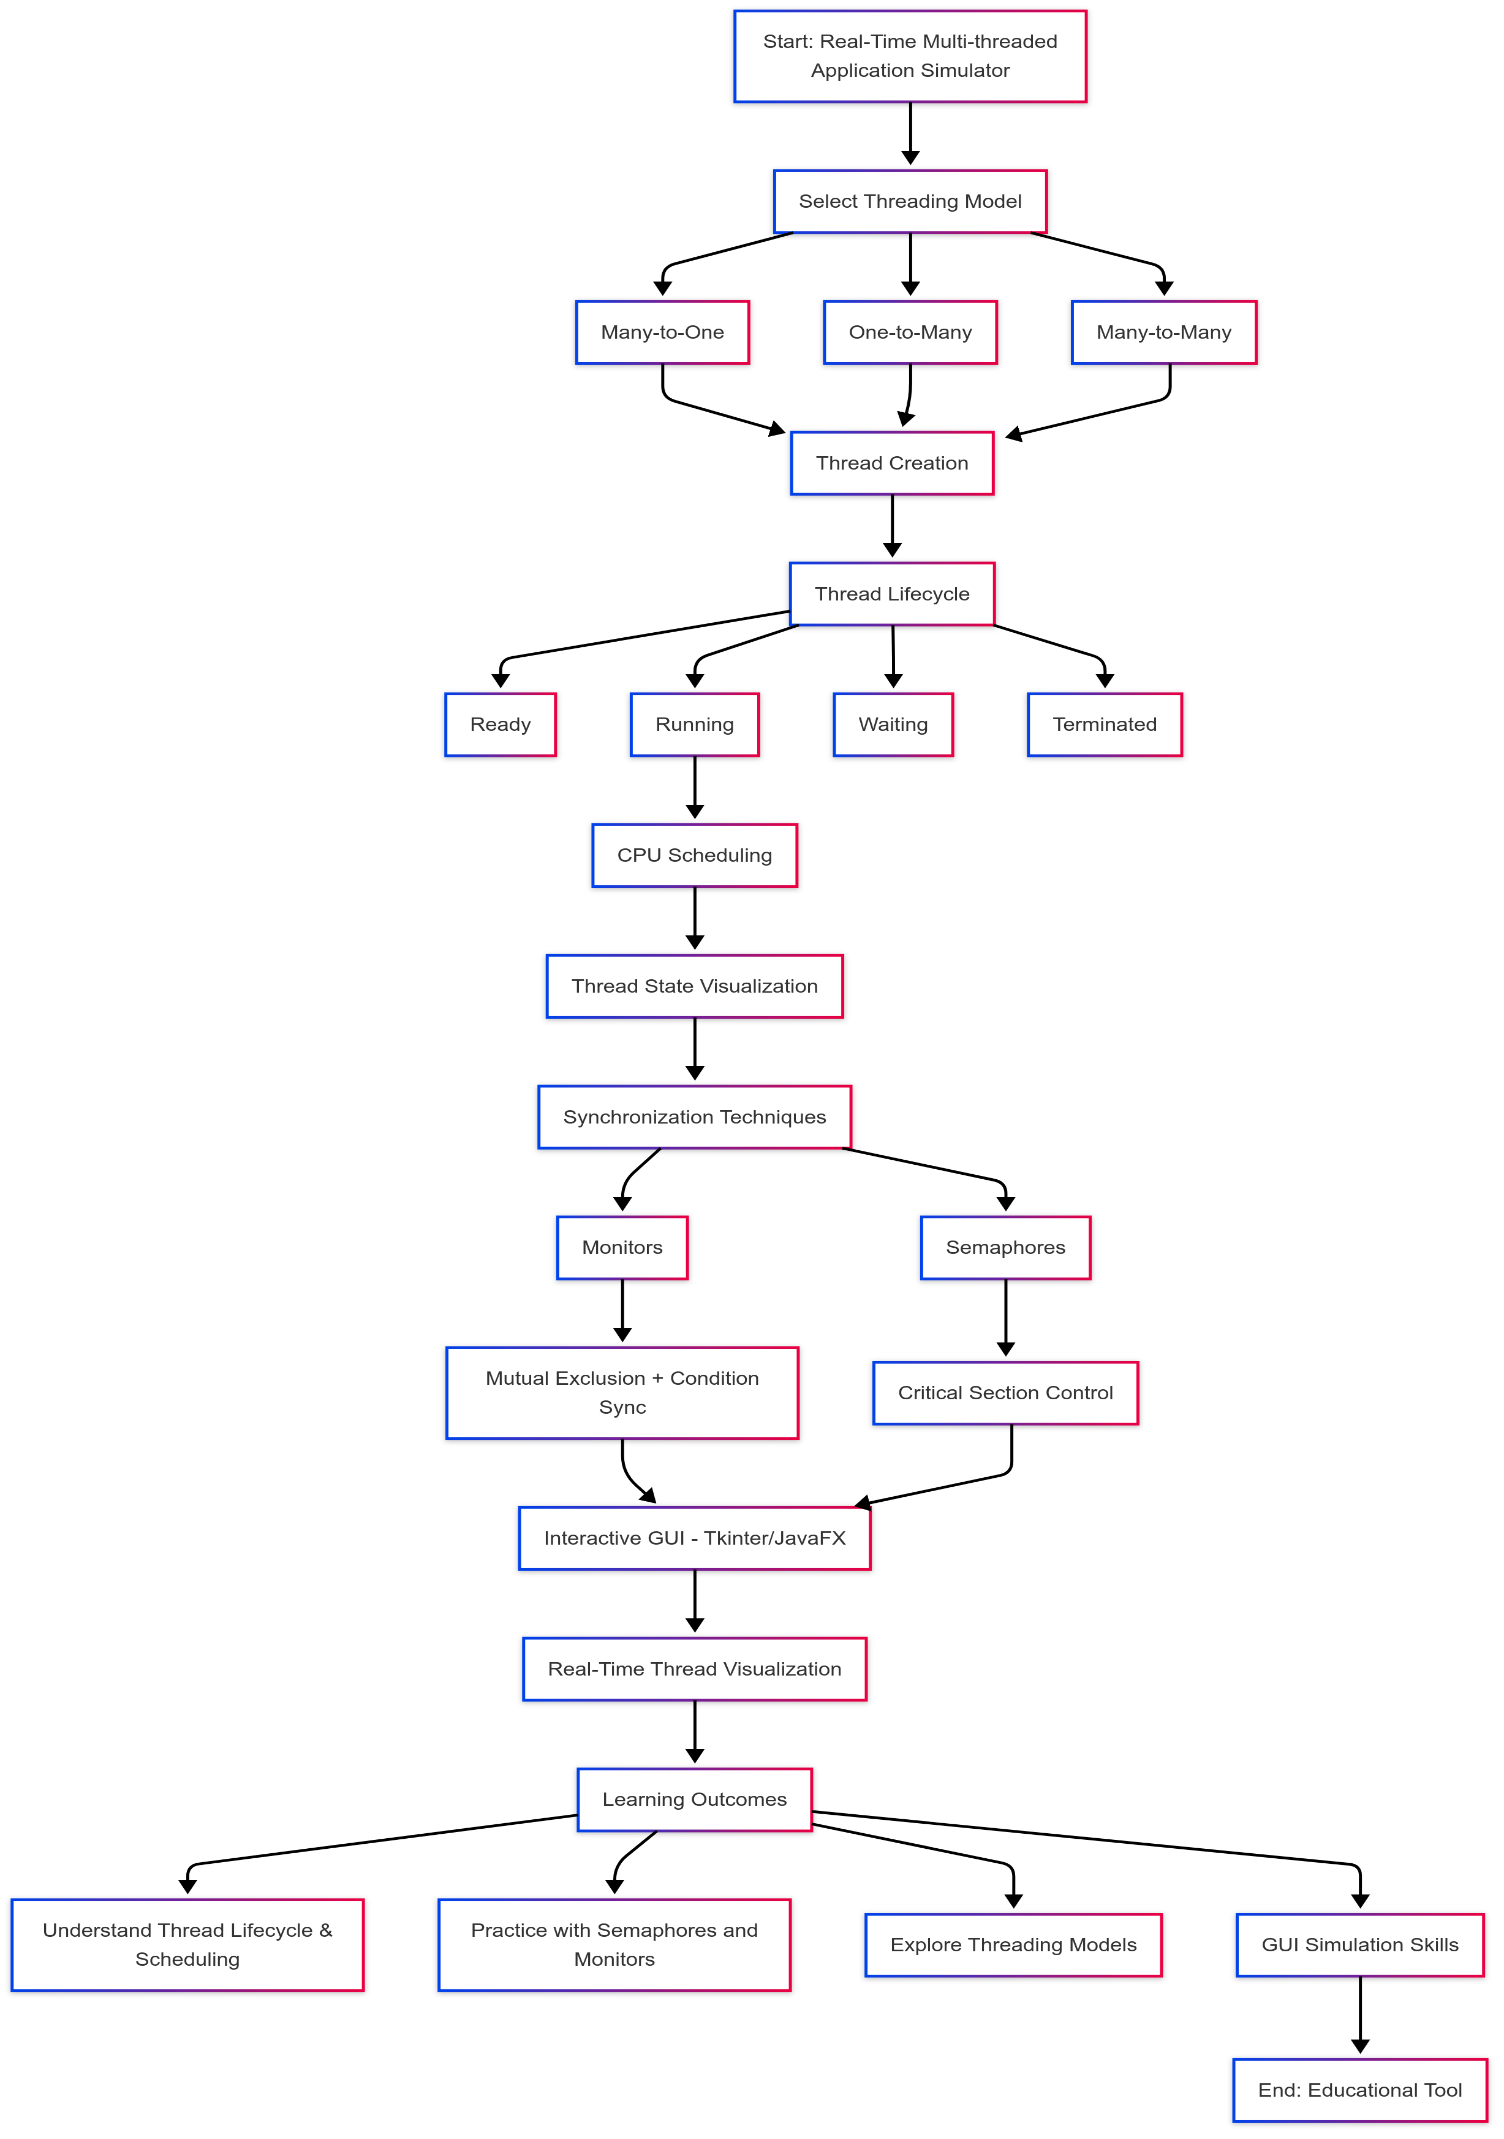 Start: Real-Time Multi-threaded
Application Simulator
Select Threading Model
Many-to-One
One-to-Many
Many-to-Many
Thread Creation
Thread Lifecycle
Ready
Running
Waiting
Terminated
CPU Scheduling
Thread State Visualization
Synchronization Techniques
Monitors
Semaphores
Mutual Exclusion + Condition
Sync
Critical Section Control
Interactive GUI - Tkinter/JavaFX
Real-Time Thread Visualization
Learning Outcomes
Understand Thread Lifecycle &
Scheduling
Practice with Semaphores and
Monitors
Explore Threading Models
GUI Simulation Skills
End: Educational Tool